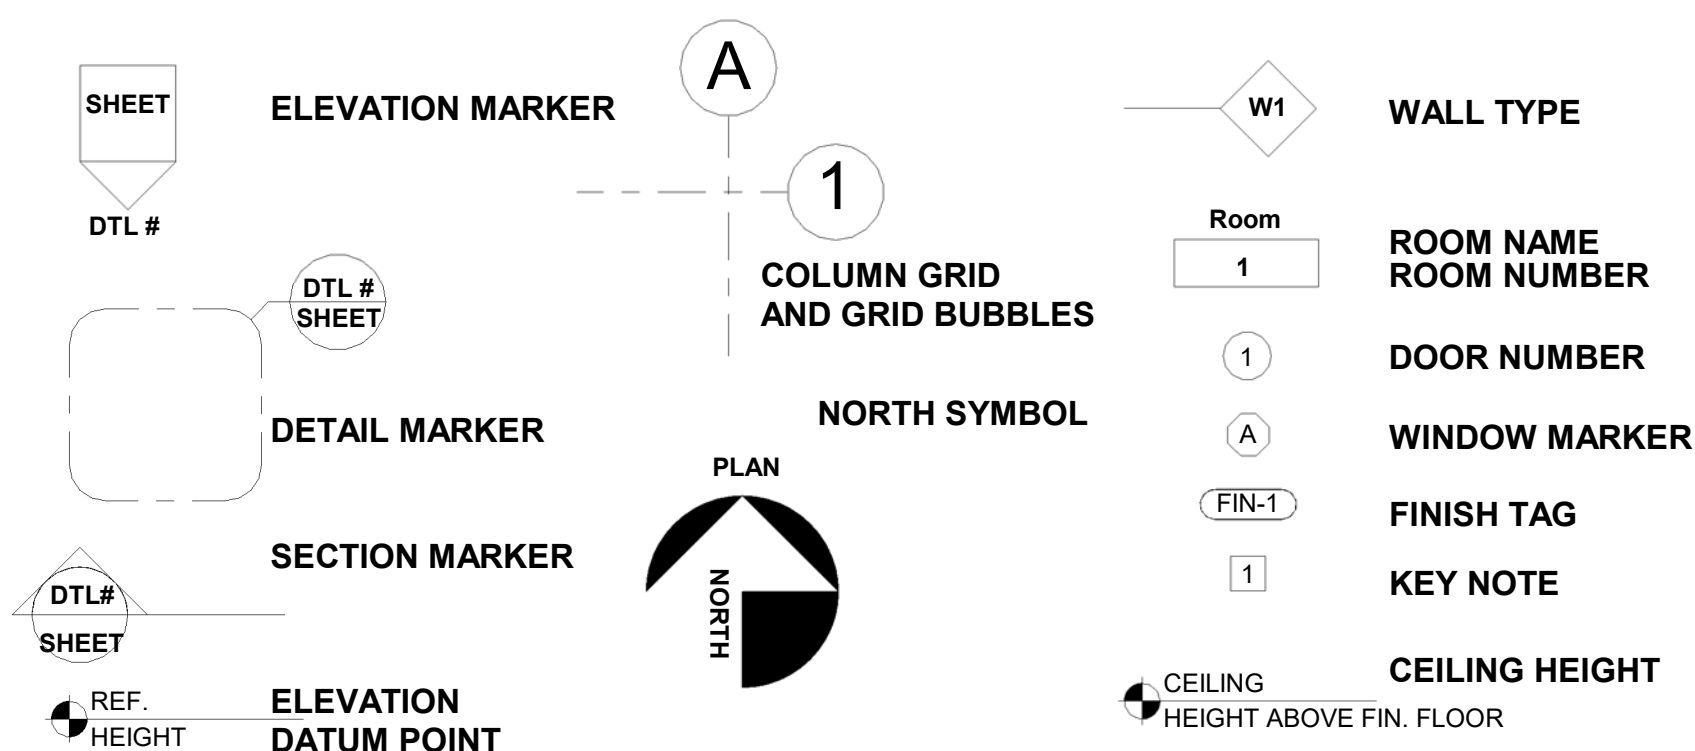 SHEET
DTL #
ELEVATION MARKER
DTL #
SHEET
DETAIL MARKER
SECTION MARKER
DTL#
SHEET
REF.
HEIGHT
ELEVATION
DATUM POINT
A
1
COLUMN GRID
AND GRID BUBBLES
NORTH SYMBOL
PLAN
NORTH
W1
WALL TYPE
Room
1
ROOM NAME
ROOM NUMBER
1
DOOR NUMBER
A
WINDOW MARKER
FIN-1
FINISH TAG
1
KEY NOTE
CEILING HEIGHT
CEILING
HEIGHT ABOVE FIN. FLOOR